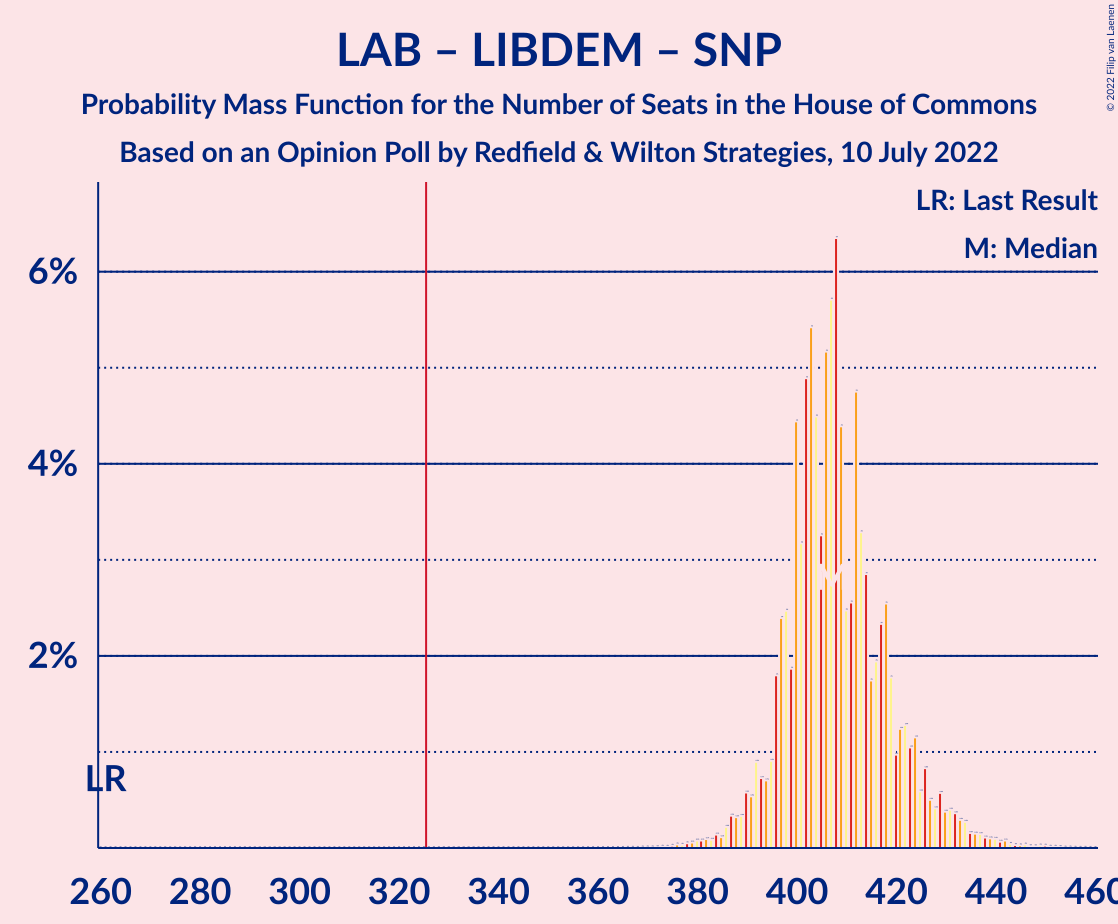 LAB – LIBDEM – SNP
Probability Mass Function for the Number of Seats in the House of Commons
Based on an Opinion Poll by Redfield & Wilton Strategies, 10 July 2022
© 2022 Filip van Laenen
LR: Last Result
M: Median
6%
4%
2%
M
LR
260 280 300 320 340 360 380 400 420 440 460